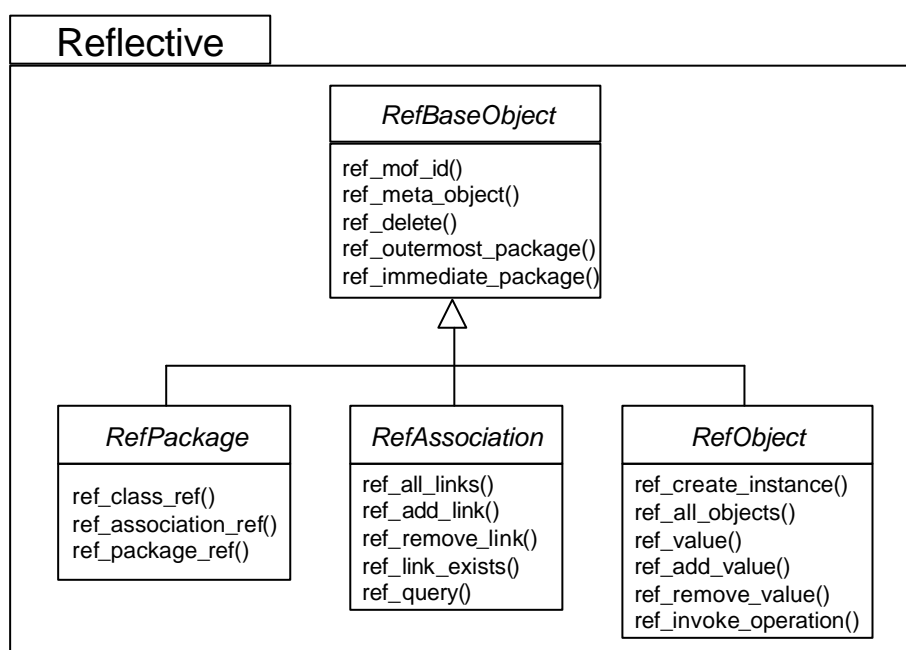 Reflective
RefBaseObject
ref_mof_id()
ref_meta_object()
ref_delete()
ref_outermost_package()
ref_immediate_package()
RefPackage
ref_class_ref()
ref_association_ref()
ref_package_ref()
RefAssociation
ref_all_links()
ref_add_link()
ref_remove_link()
ref_link_exists()
ref_query()
RefObject
ref_create_instance()
ref_all_objects()
ref_value()
ref_add_value()
ref_remove_value()
ref_invoke_operation()